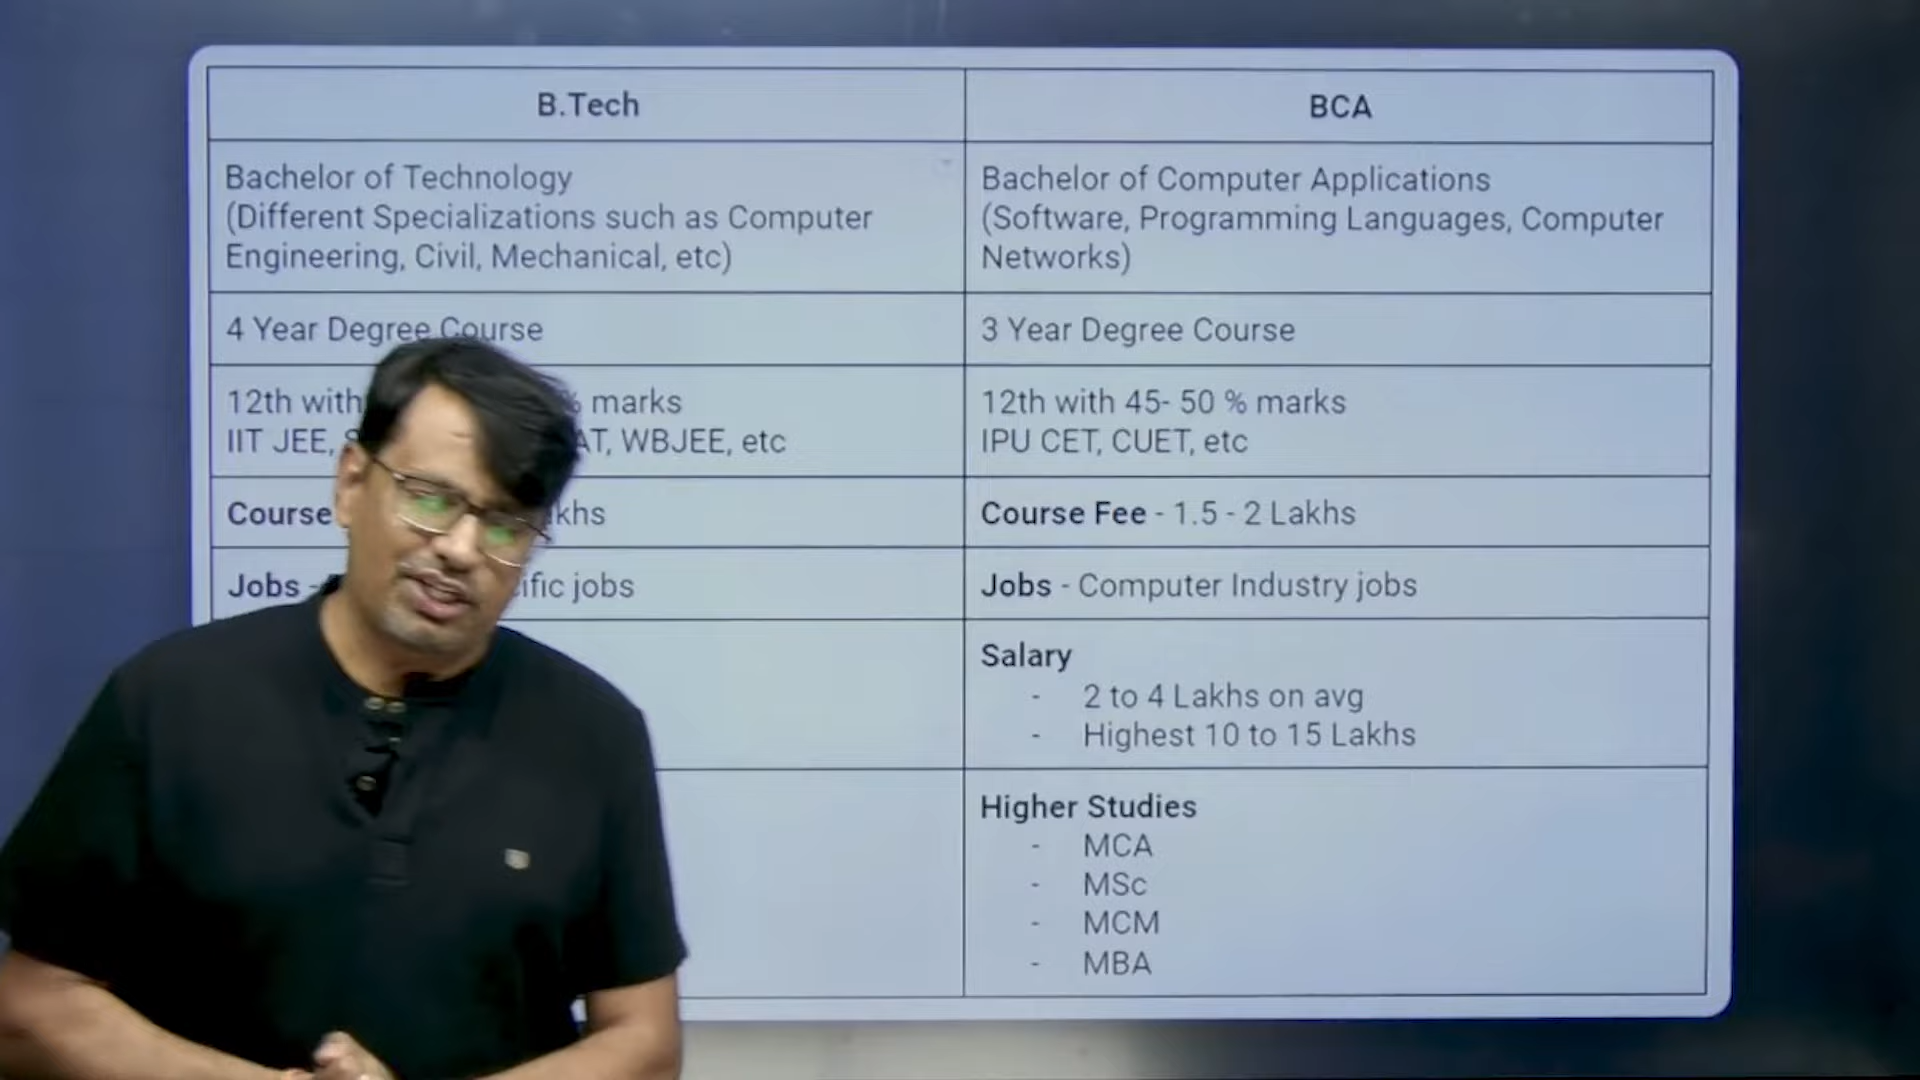 B.Tech
BCA
Bachelor of Technology
(Different Specializations such as Computer
Engineering, Civil, Mechanical, etc)
Bachelor of Computer Applications
(Software, Programming Languages, Computer
Networks)
4 Year Degree Course
3 Year Degree Course
12th with % marks
IIT JEE, WBJEE, etc
12th with 45- 50 % marks
IPU CET, CUET, etc
Course
Course Fee - 1.5 - 2 Lakhs
Jobs - jobs
Jobs - Computer Industry jobs
Salary
- 2 to 4 Lakhs on avg
- Highest 10 to 15 Lakhs
Higher Studies
- MCA
- MSc
- MCM
- MBA